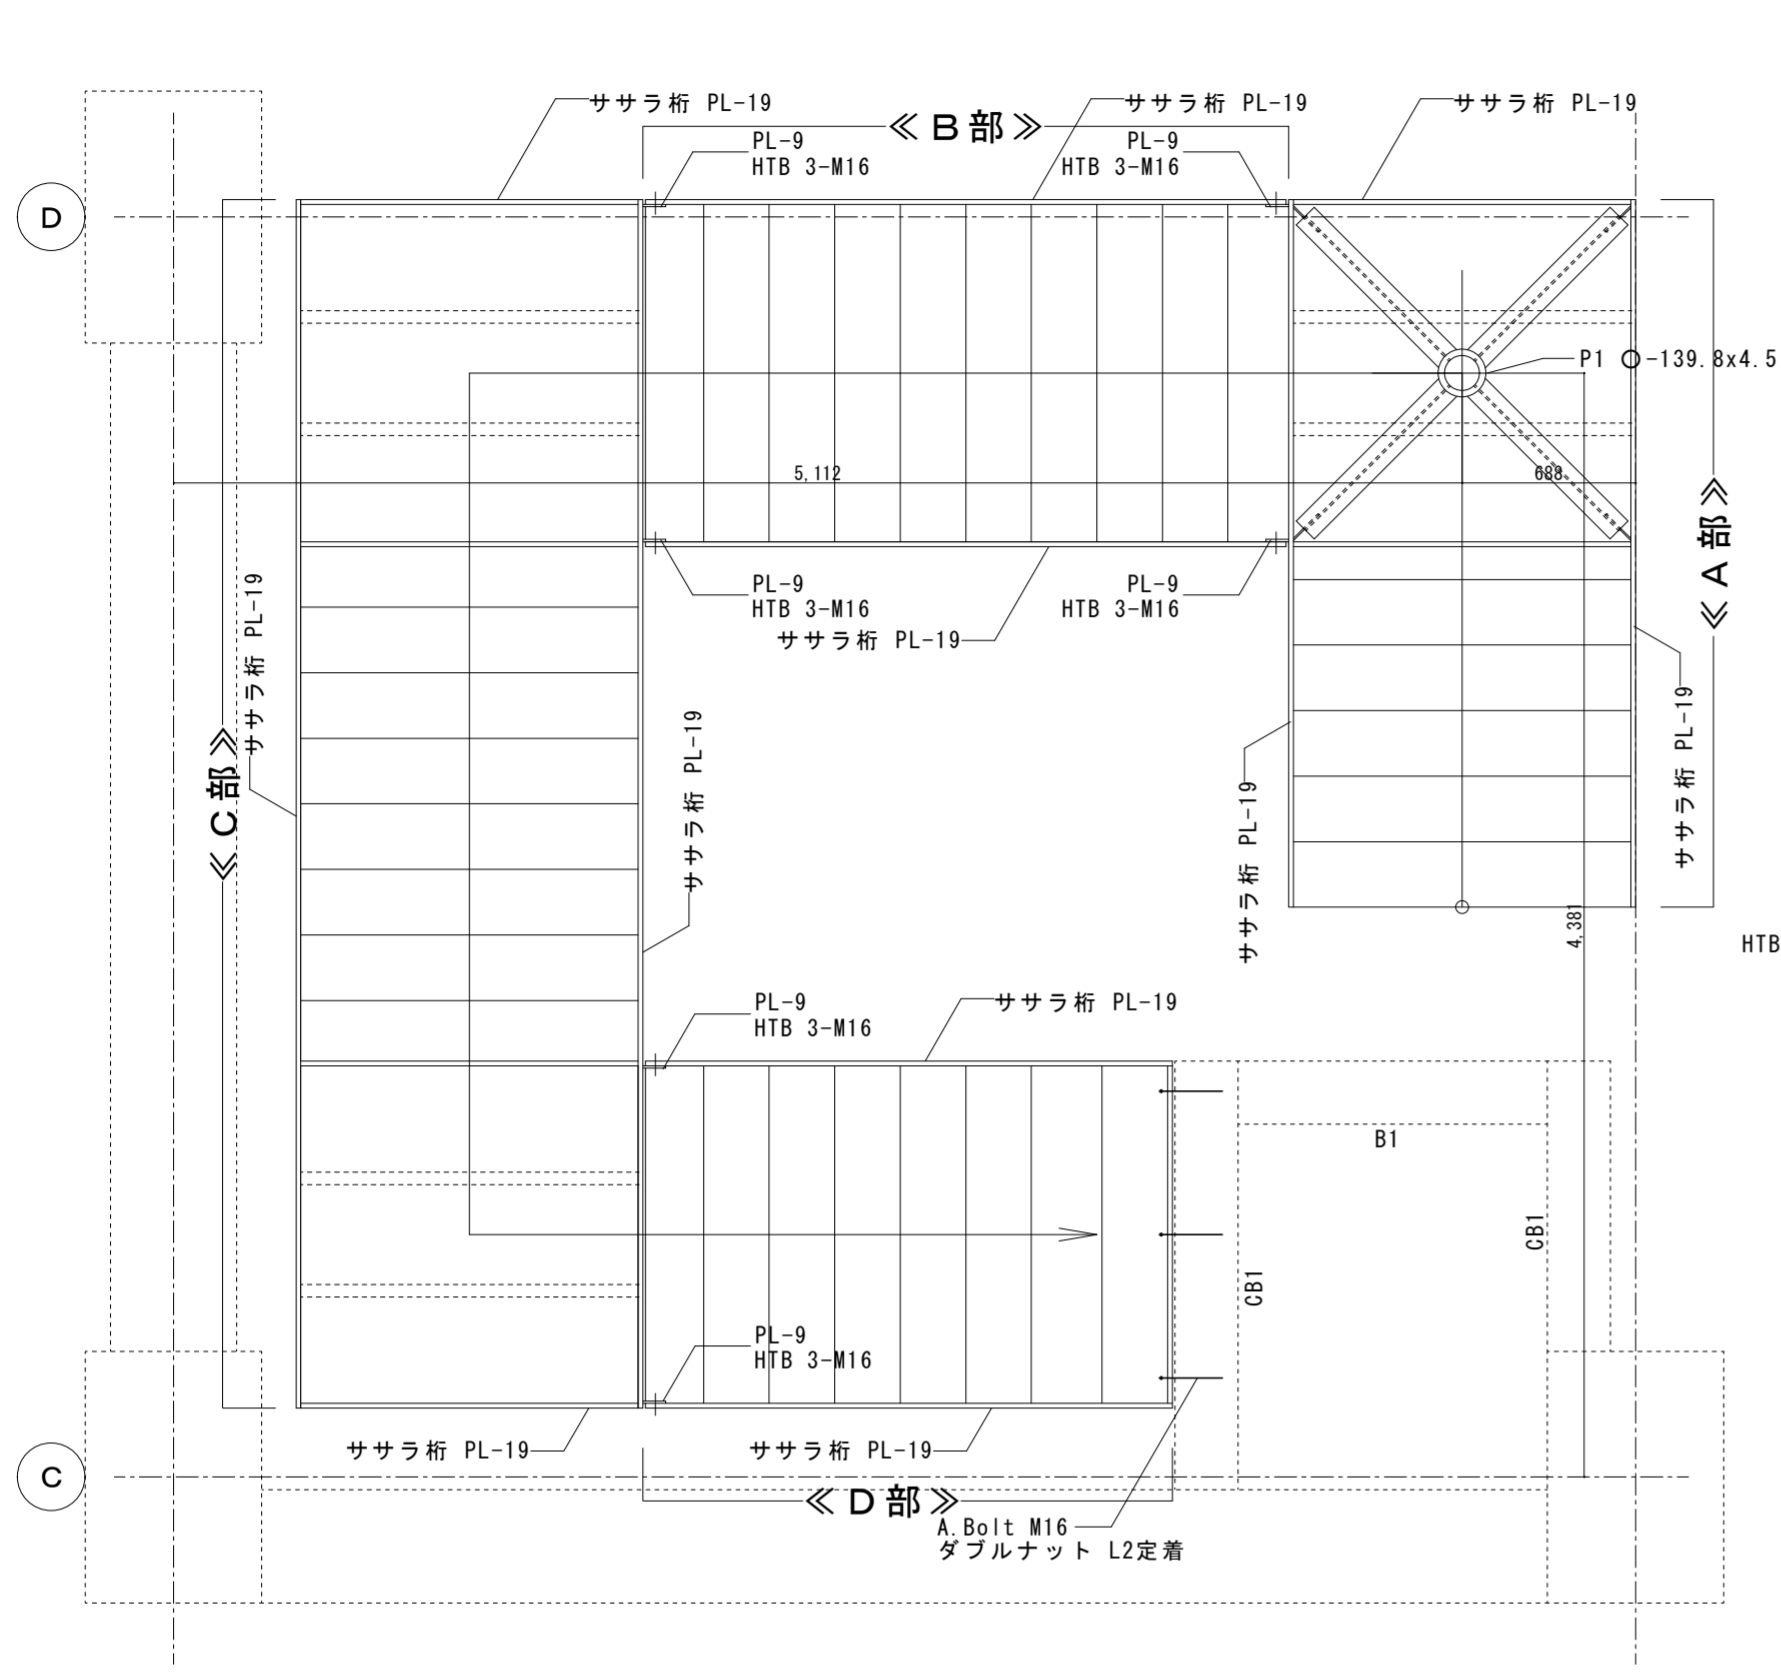 ササラ桁 PL-19
ササラ桁 PL-19
ササラ桁 PL-19
≪ B 部 ≫
PL-9
HTB 3-M16
PL-9
HTB 3-M16
D
P1 ○-139.8x4.5
5,112
688
≪ A 部 ≫
PL-9
HTB 3-M16
PL-9
HTB 3-M16
ササラ桁 PL-19
ササラ桁 PL-19
≪ C 部 ≫
ササラ桁 PL-19
ササラ桁 PL-19
ササラ桁 PL-19
4,381
HTB
PL-9
HTB 3-M16
ササラ桁 PL-19
B1
CB1
CB1
PL-9
HTB 3-M16
ササラ桁 PL-19
ササラ桁 PL-19
C
≪ D 部 ≫
A.Bolt M16
ダブルナット L2定着